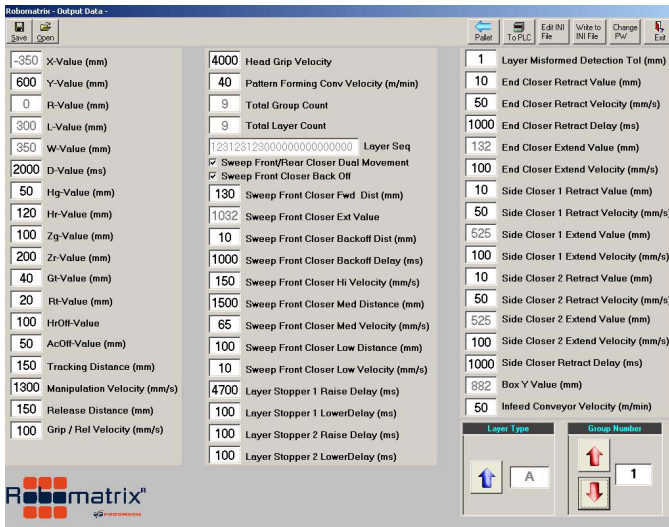 Robomatrix - Output Data -
Save
Open
Pallet
To PLC
Edit INI File
Write to INI File
Change PW
Exit
-350 X-Value (mm)
600 Y-Value (mm)
0 R-Value (mm)
300 L-Value (mm)
350 W-Value (mm)
2000 D-Value (ms)
50 Hg-Value (mm)
120 Hr-Value (mm)
100 Zg-Value (mm)
200 Zr-Value (mm)
40 Gt-Value (mm)
20 Rt-Value (mm)
100 HrOff-Value
50 AcOff-Value (mm)
150 Tracking Distance (mm)
1300 Manipulation Velocity (mm/s)
150 Release Distance (mm)
100 Grip / Rel Velocity (mm/s)
4000 Head Grip Velocity
40 Pattern Forming Conv Velocity (m/min)
9 Total Group Count
9 Total Layer Count
12312312300000000000000 Layer Seq
Sweep Front/Rear Closer Dual Movement
Sweep Front Closer Back Off
130 Sweep Front Closer Fwd Dist (mm)
1032 Sweep Front Closer Ext Value
10 Sweep Front Closer Backoff Dist (mm)
1000 Sweep Front Closer Backoff Delay (ms)
150 Sweep Front Closer Hi Velocity (mm/s)
1500 Sweep Front Closer Med Distance (mm)
65 Sweep Front Closer Med Velocity (mm/s)
100 Sweep Front Closer Low Distance (mm)
10 Sweep Front Closer Low Velocity (mm/s)
4700 Layer Stopper 1 Raise Delay (ms)
100 Layer Stopper 1 LowerDelay (ms)
100 Layer Stopper 2 Raise Delay (ms)
100 Layer Stopper 2 LowerDelay (ms)
1 Layer Misformed Detection Tol (mm)
10 End Closer Retract Value (mm)
50 End Closer Retract Velocity (mm/s)
1000 End Closer Retract Delay (ms)
132 End Closer Extend Value (mm)
100 End Closer Extend Velocity (mm/s)
10 Side Closer 1 Retract Value (mm)
50 Side Closer 1 Retract Velocity (mm/s
525 Side Closer 1 Extend Value (mm)
100 Side Closer 1 Extend Velocity (mm/s)
10 Side Closer 2 Retract Value (mm)
50 Side Closer 2 Retract Velocity (mm/s
525 Side Closer 2 Extend Value (mm)
100 Side Closer 2 Extend Velocity (mm/s)
1000 Side Closer Retract Delay (ms)
882 Box Y Value (mm)
50 Infeed Conveyor Velocity (m/min)
Layer Type
A
Group Number
1
Robomatrix®